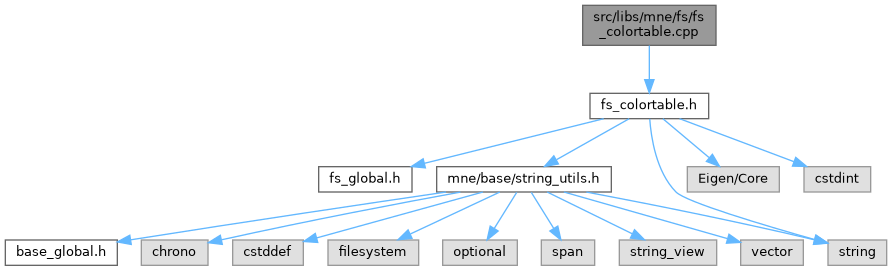 src/libs/mne/fs/fs
_colortable.cpp
fs_colortable.h
fs_global.h
mne/base/string_utils.h
Eigen/Core
cstdint
base_global.h
chrono
cstddef
filesystem
optional
span
string_view
vector
string